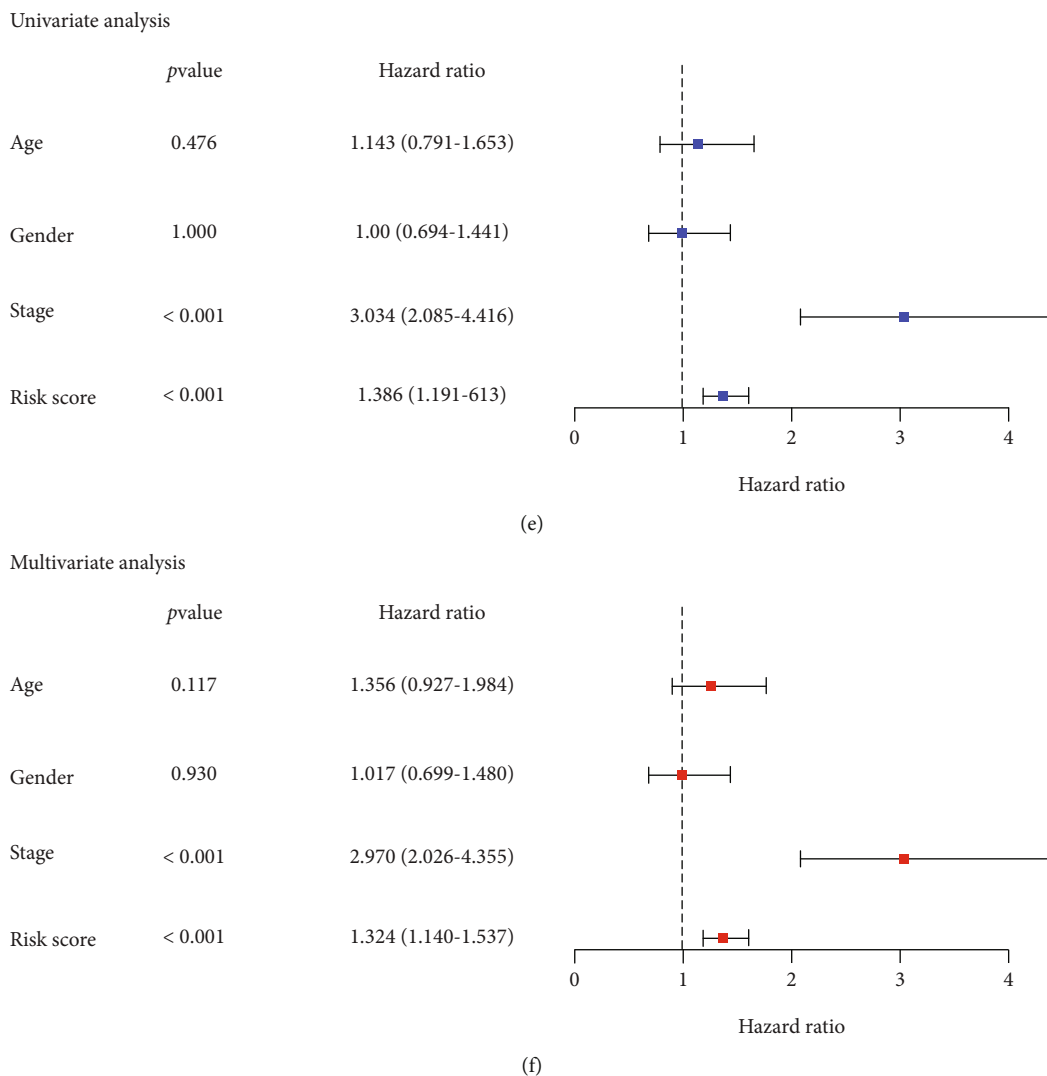 Univariate analysis
pvalue Hazard ratio
Age 0.476 1.143 (0.791-1.653)
Gender 1.000 1.00 (0.694-1.441)
Stage < 0.001 3.034 (2.085-4.416)
Risk score < 0.001 1.386 (1.191-613)
0 1 2 3 4
Hazard ratio
(e)
Multivariate analysis
pvalue Hazard ratio
Age 0.117 1.356 (0.927-1.984)
Gender 0.930 1.017 (0.699-1.480)
Stage < 0.001 2.970 (2.026-4.355)
Risk score < 0.001 1.324 (1.140-1.537)
0 1 2 3 4
Hazard ratio
(f)